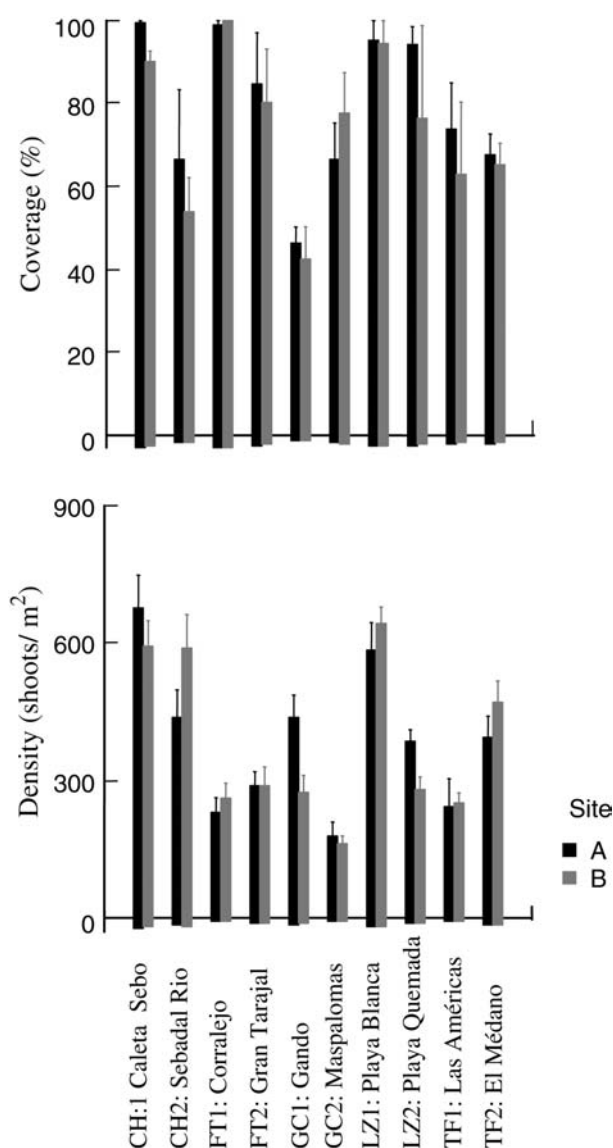 100
80
60
40
20
0
Coverage (%)
900
600
300
0
Density (shoots/ m²)
Site
A
B
CH:1 Caleta Sebo
CH2: Sebadal Rio
FT1: Corralejo
FT2: Gran Tarajal
GC1: Gando
GC2: Maspalomas
LZ1: Playa Blanca
LZ2: Playa Quemada
TF1: Las Américas
TF2: El Médano